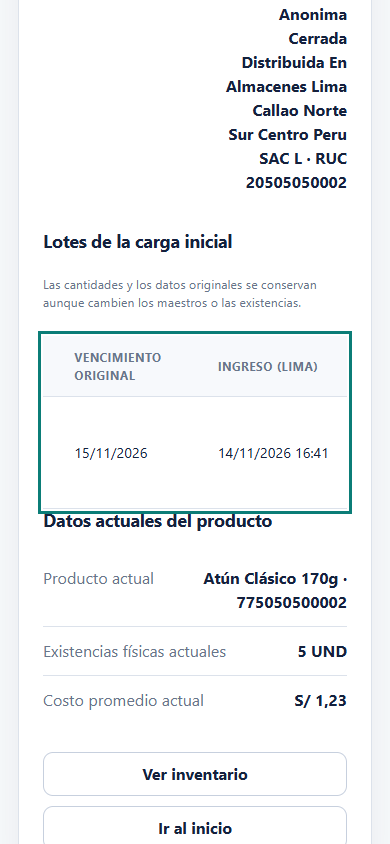 Anonima
Cerrada
Distribuida En
Almacenes Lima
Callao Norte
Sur Centro Peru
SAC L · RUC
20505050002
Lotes de la carga inicial
Las cantidades y los datos originales se conservan
aunque cambien los maestros o las existencias.
VENCIMIENTO
ORIGINAL
INGRESO (LIMA)
15/11/2026
14/11/2026 16:41
Datos actuales del producto
Producto actual
Atún Clásico 170g ·
775050500002
Existencias físicas actuales
5 UND
Costo promedio actual
S/ 1,23
Ver inventario
Ir al inicio